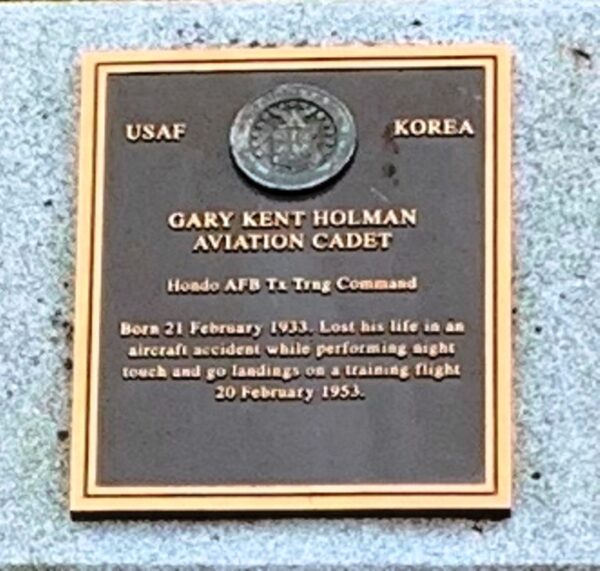 USAF KOREA
GARY KENT HOLMAN
AVIATION CADET
Hondo AFB Tx Trng Command
Born 21 February 1933. Lost his life in an
aircraft accident while performing night
touch and go landings on a training flight
20 February 1953.